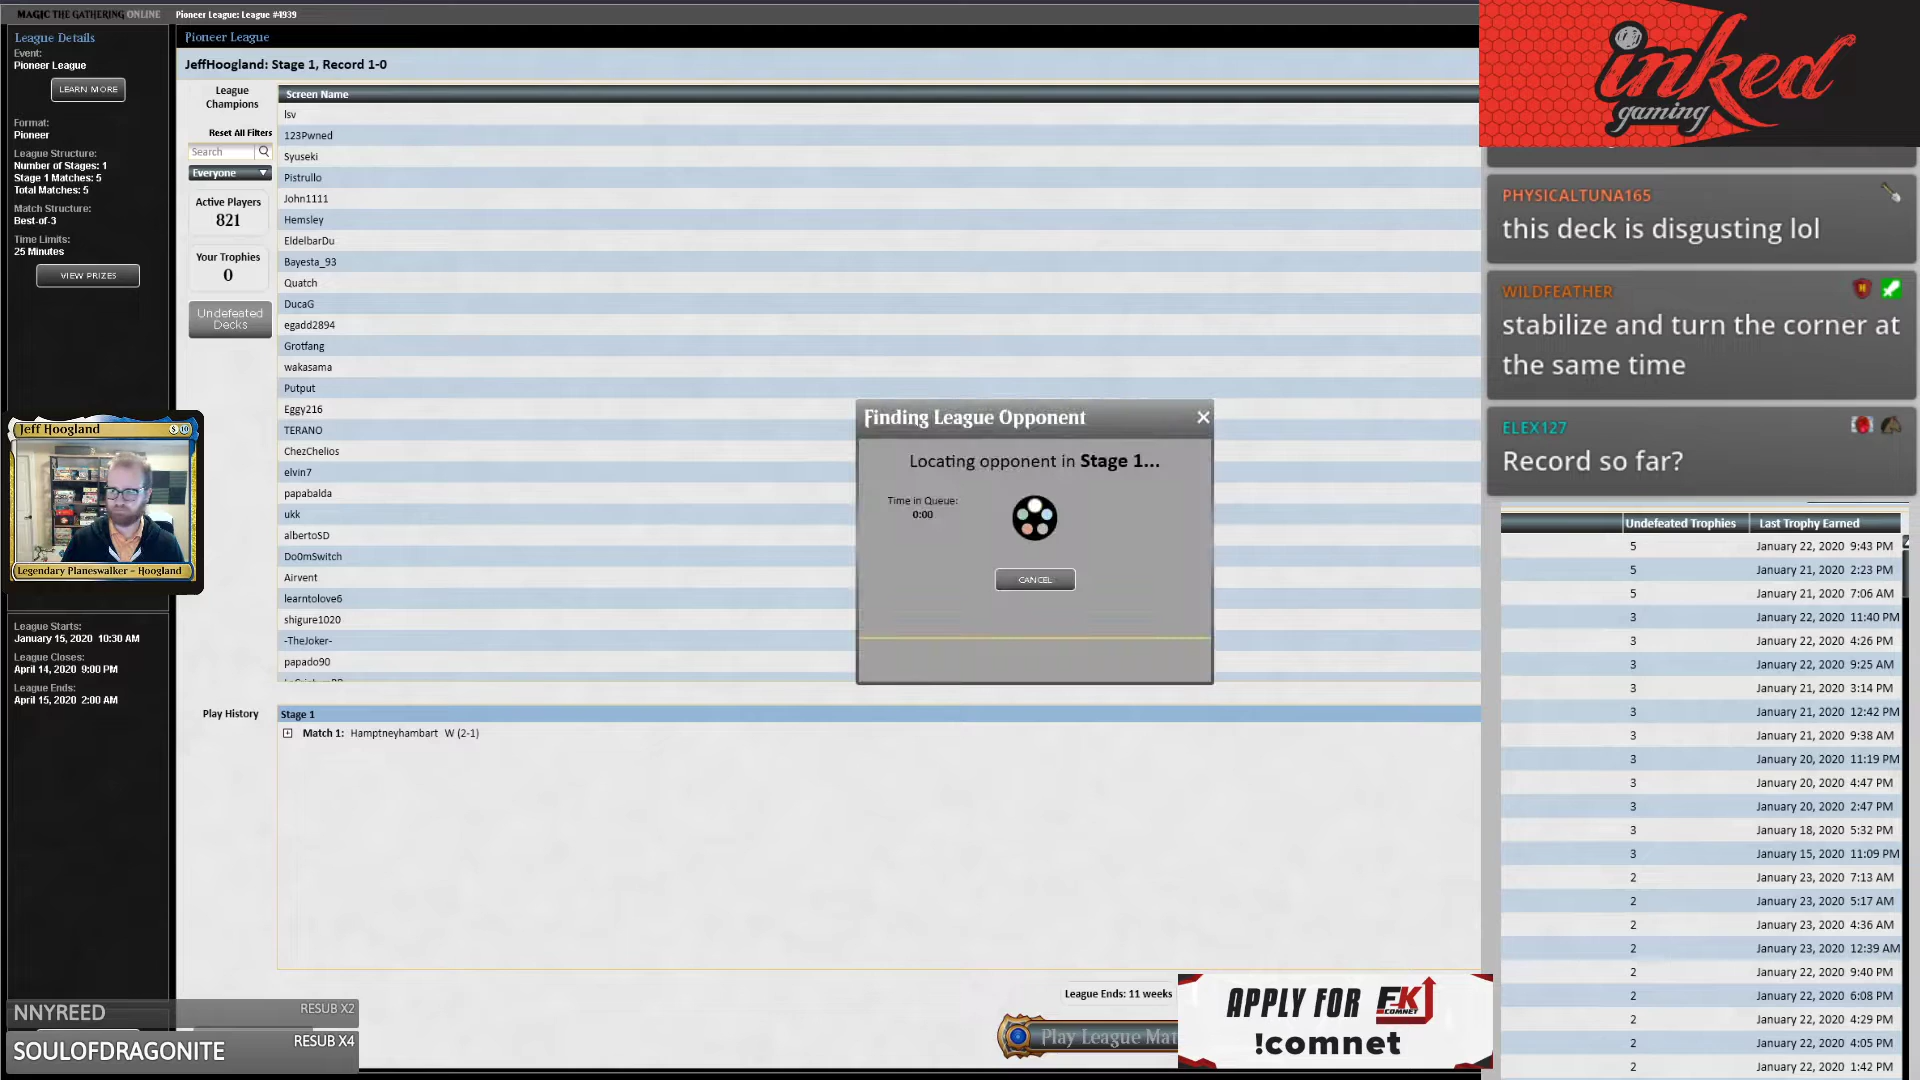 MAGIC THE GATHERING ONLINE
Pioneer League: League #4939
League Details
Event:
Pioneer League
LEARN MORE
Format:
Pioneer
League Structure:
Number of Stages: 1
Stage 1 Matches: 5
Total Matches: 5
Match Structure:
Best-of-3
Time Limits:
25 Minutes
VIEW PRIZES
Jeff Hoogland
Legendary Planeswalker - Hoogland
League Starts:
January 15, 2020 10:30 AM
League Closes:
April 14, 2020 9:00 PM
League Ends:
April 15, 2020 2:00 AM
Pioneer League
JeffHoogland: Stage 1, Record 1-0
League
Champions
Reset All Filters
Search
Everyone
Active Players
821
Your Trophies
0
Undefeated
Decks
Screen Name
lsv
123Pwned
Syuseki
Pistrullo
John1111
Hemsley
EldelbarDu
Bayesta_93
Quatch
DucaG
egadd2894
Grotfang
wakasama
Putput
Eggy216
TERANO
ChezChelios
elvin7
papabalda
ukk
albertoSD
Do0mSwitch
Airvent
learntolove6
shigure1020
-TheJoker-
papado90
Finding League Opponent
Locating opponent in Stage 1...
Time in Queue:
0:00
CANCEL
Play History
Stage 1
Match 1: Hamptneyhambart W (2-1)
League Ends: 11 weeks
Play League Mat
APPLY FOR F2K
COMNET
!comnet
NNYREED RESUB X2
SOULOFDRAGONITE RESUB X4
inked
gaming
PHYSICALTUNA165
this deck is disgusting lol
WILDFEATHER
stabilize and turn the corner at
the same time
ELEX127
Record so far?
Undefeated Trophies Last Trophy Earned
5 January 22, 2020 9:43 PM
5 January 21, 2020 2:23 PM
5 January 21, 2020 7:06 AM
3 January 22, 2020 11:40 PM
3 January 22, 2020 4:26 PM
3 January 22, 2020 9:25 AM
3 January 21, 2020 3:14 PM
3 January 21, 2020 12:42 PM
3 January 21, 2020 9:38 AM
3 January 20, 2020 11:19 PM
3 January 20, 2020 4:47 PM
3 January 20, 2020 2:47 PM
3 January 18, 2020 5:32 PM
3 January 15, 2020 11:09 PM
2 January 23, 2020 7:13 AM
2 January 23, 2020 5:17 AM
2 January 23, 2020 4:36 AM
2 January 23, 2020 12:39 AM
2 January 22, 2020 9:40 PM
2 January 22, 2020 6:08 PM
2 January 22, 2020 4:29 PM
2 January 22, 2020 4:05 PM
2 January 22, 2020 1:42 PM